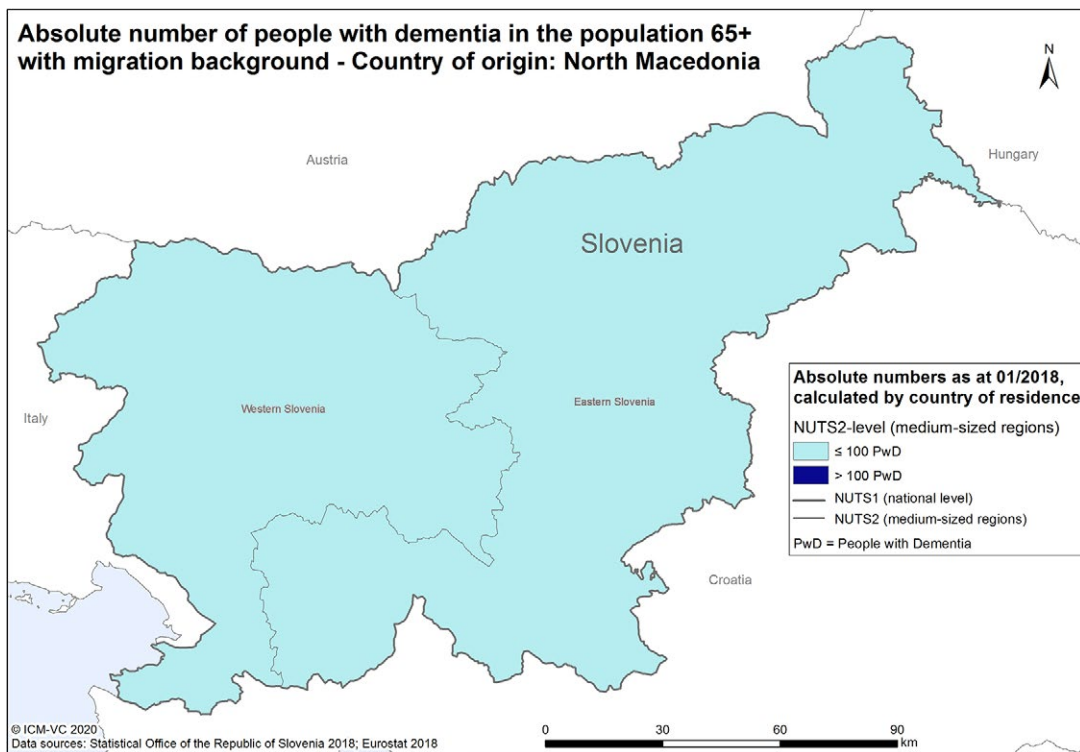 Absolute number of people with dementia in the population 65+
with migration background - Country of origin: North Macedonia
N
Austria
Hungary
Slovenia
Italy
Western Slovenia
Eastern Slovenia
Croatia
Absolute numbers as at 01/2018,
calculated by country of residence
NUTS2-level (medium-sized regions)
≤ 100 PwD
> 100 PwD
NUTS1 (national level)
NUTS2 (medium-sized regions)
PwD = People with Dementia
© ICM-VC 2020
Data sources: Statistical Office of the Republic of Slovenia 2018; Eurostat 2018
0 30 60 90
km